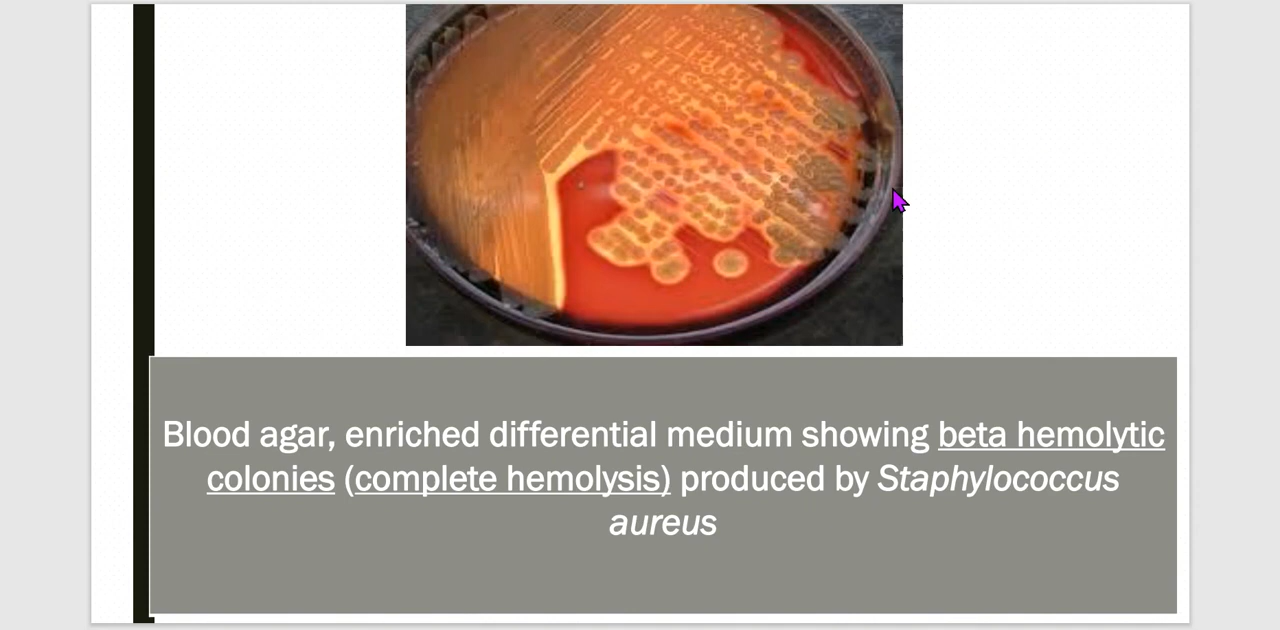 Blood agar, enriched differential medium showing beta hemolytic
colonies (complete hemolysis) produced by Staphylococcus
aureus